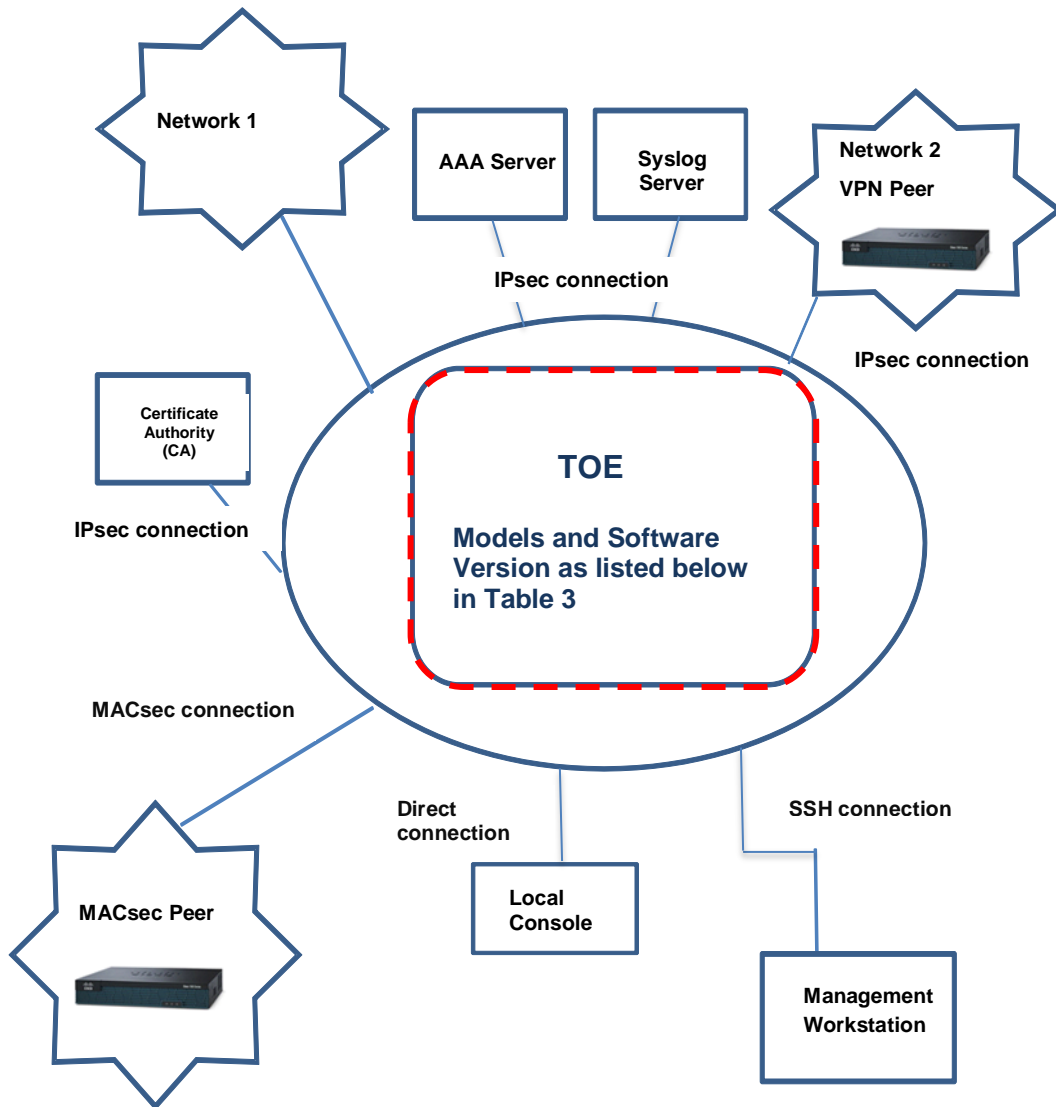 Network 1
AAA Server
Syslog
Server
Network 2
VPN Peer
IPsec connection
IPsec connection
Certificate
Authority
(CA)
TOE
Models and Software
Version as listed below
in Table 3
IPsec connection
MACsec connection
Direct
connection
SSH connection
MACsec Peer
Local
Console
Management
Workstation